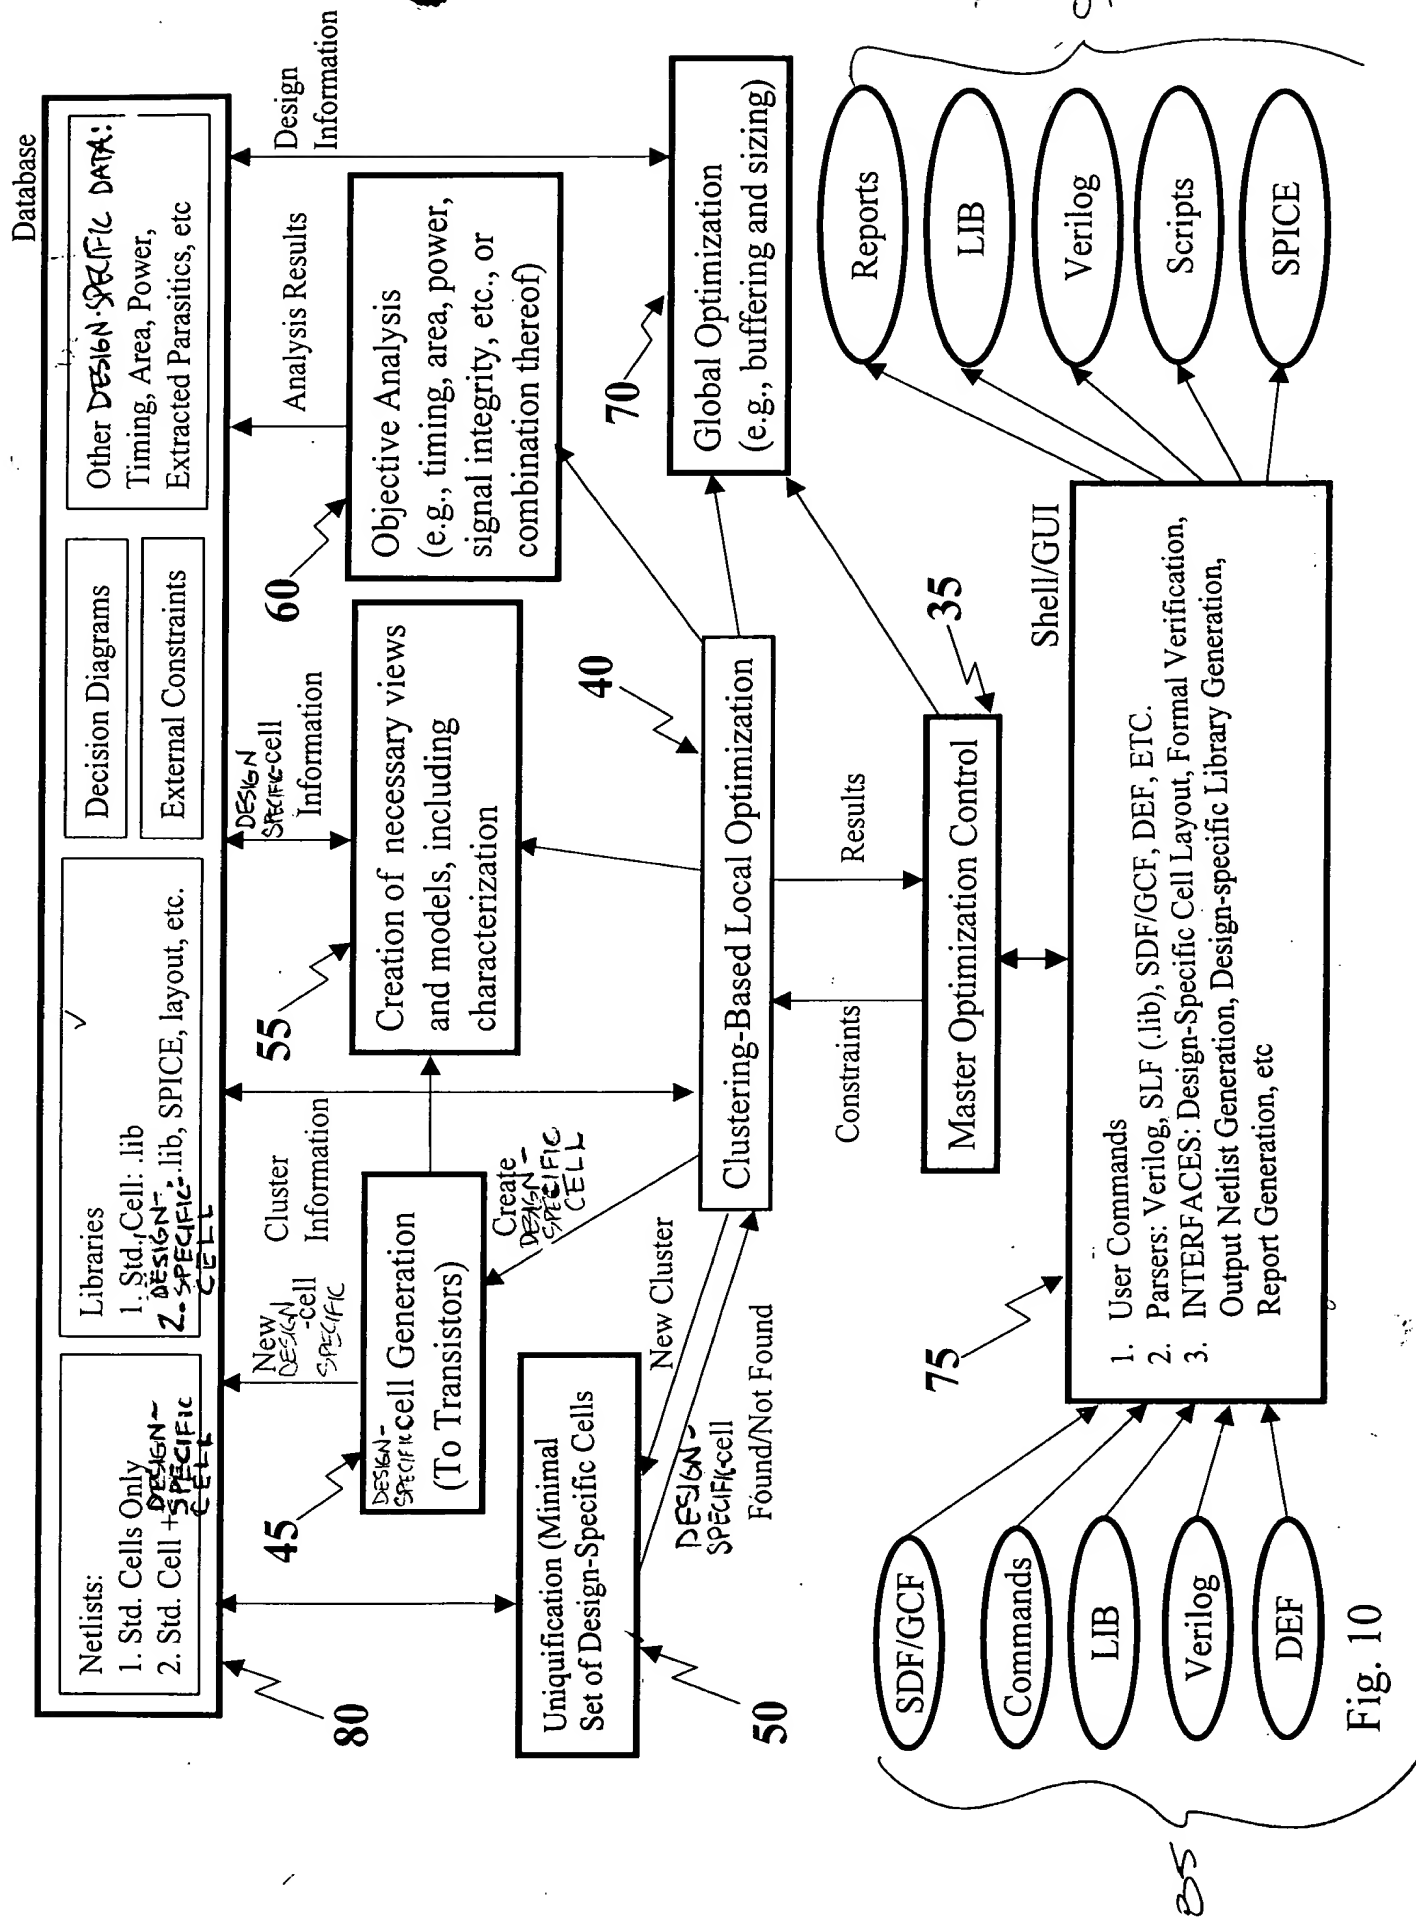 Database
Netlists:
1. Std. Cells Only
2. Std. Cell + DESIGN-
SPECIFIC
CELL
Libraries
1. Std. Cell: .lib
2. DESIGN-
SPECIFIC-.lib, SPICE, layout, etc.
CELL
Decision Diagrams
External Constraints
Other DESIGN-SPECIFIC DATA:
Timing, Area, Power,
Extracted Parasitics, etc
80
New
DESIGN
-cell
SPECIFIC
Cluster
Information
DESIGN
SPECIFIC-cell
Information
Analysis Results
Design
Information
45
DESIGN-
SPECIFIC-cell Generation
(To Transistors)
55
Creation of necessary views
and models, including
characterization
60
Objective Analysis
(e.g., timing, area, power,
signal integrity, etc., or
combination thereof)
Create
DESIGN-
SPECIFIC
CELL
50
Uniquification (Minimal
Set of Design-Specific Cells
New Cluster
DESIGN-
SPECIFIC-cell
Found/Not Found
40
Clustering-Based Local Optimization
70
Global Optimization
(e.g., buffering and sizing)
Constraints
Results
35
Master Optimization Control
75
Shell/GUI
1. User Commands
2. Parsers: Verilog, SLF (.lib), SDF/GCF, DEF, ETC.
3. INTERFACES: Design-Specific Cell Layout, Formal Verification,
Output Netlist Generation, Design-specific Library Generation,
Report Generation, etc
SDF/GCF
Commands
LIB
Verilog
DEF
Reports
LIB
Verilog
Scripts
SPICE
85
Fig. 10